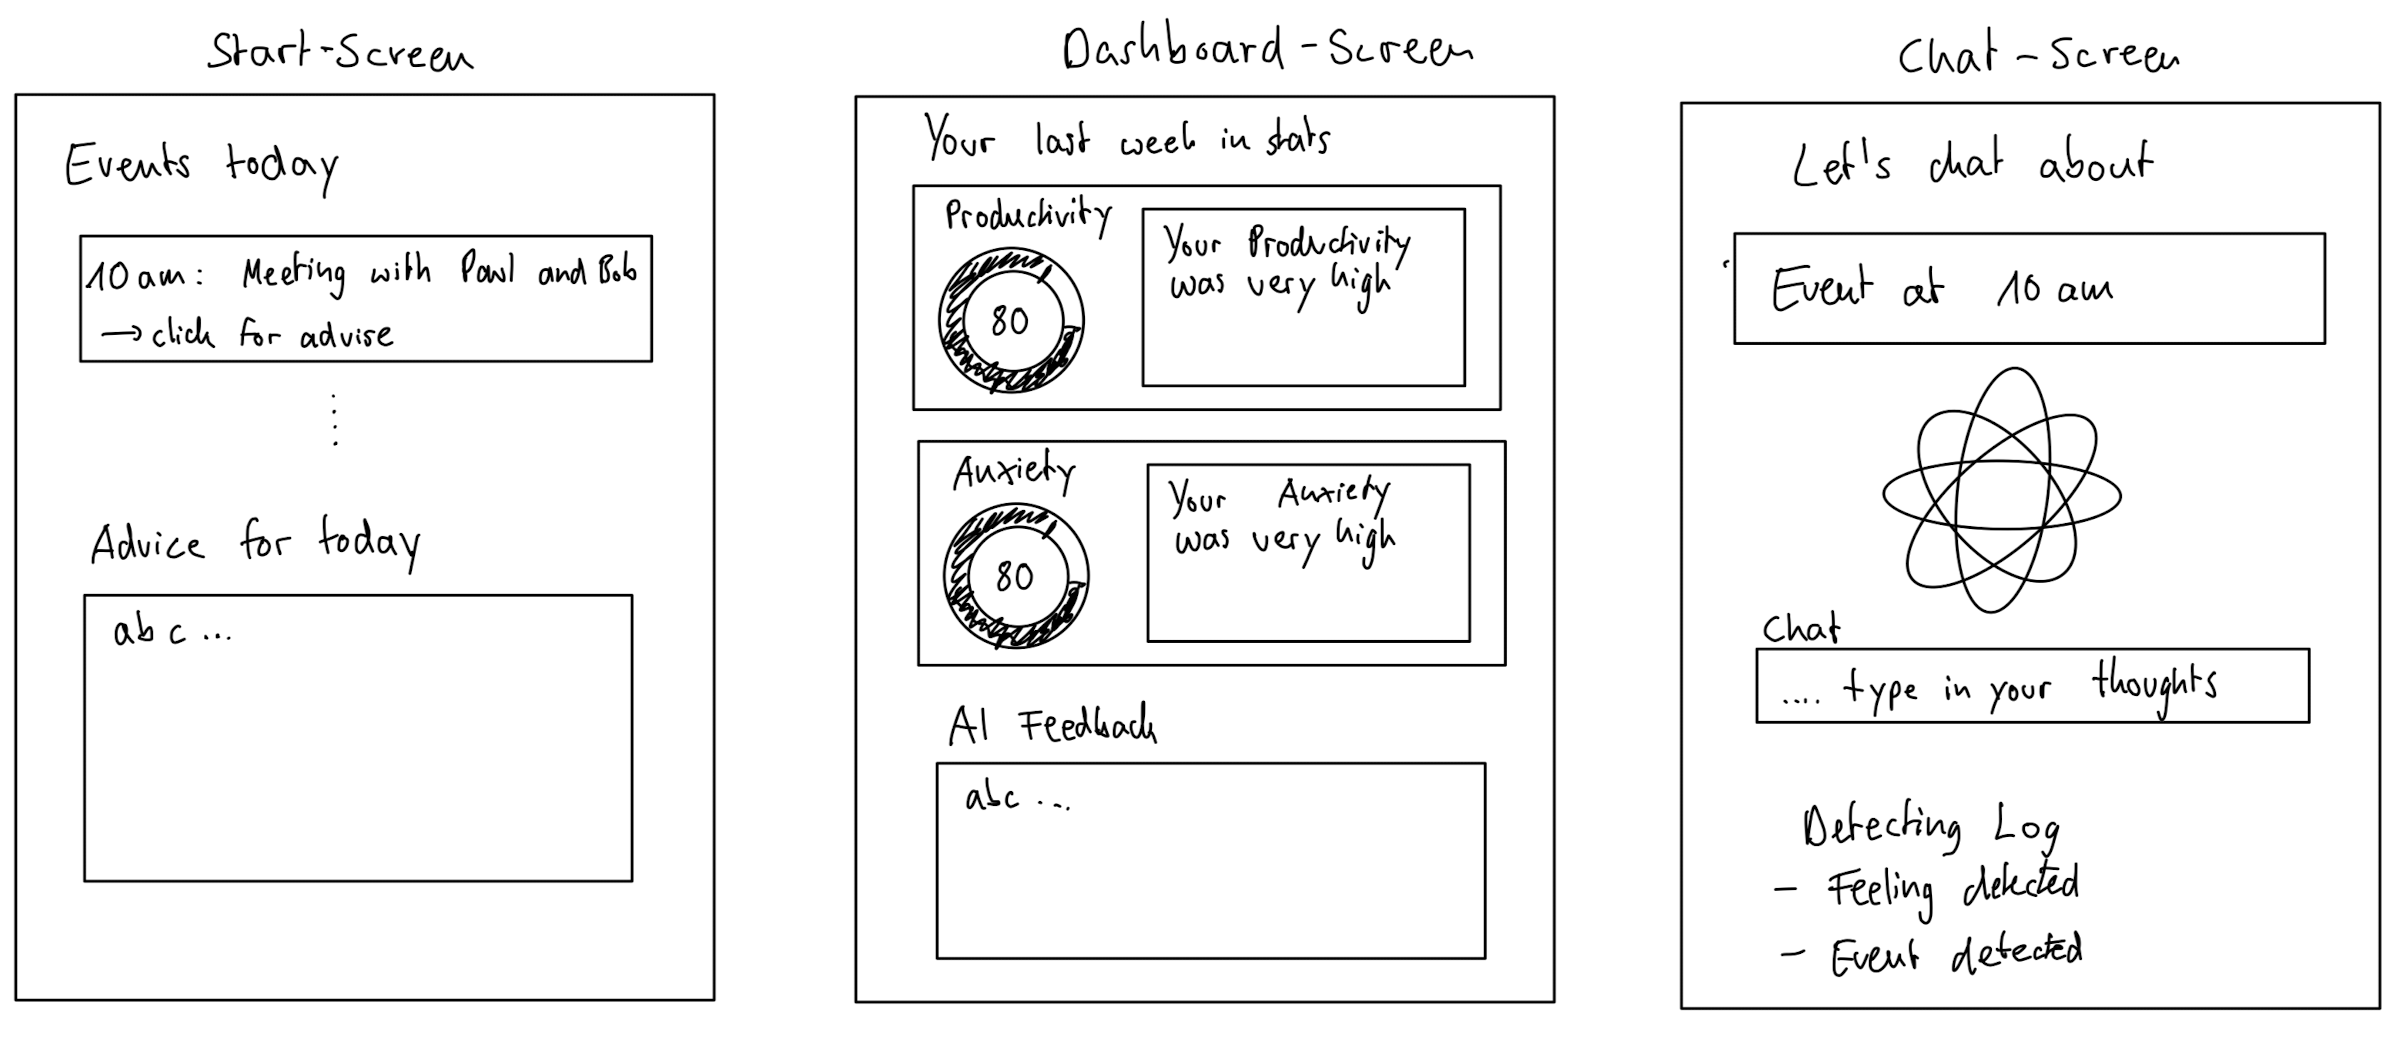 Start-Screen
Events today
10 am: Meeting with Paul and Bob
→ click for advise
Advice for today
abc ...
Dashboard-Screen
Your last week in stats
Productivity
80
Your Productivity
was very high
Anxiety
80
Your Anxiety
was very high
AI Feedback
abc ...
Chat-Screen
Let's chat about
Event at 10 am
Chat
.... type in your thoughts
Detecting Log
- Feeling detected
- Event detected